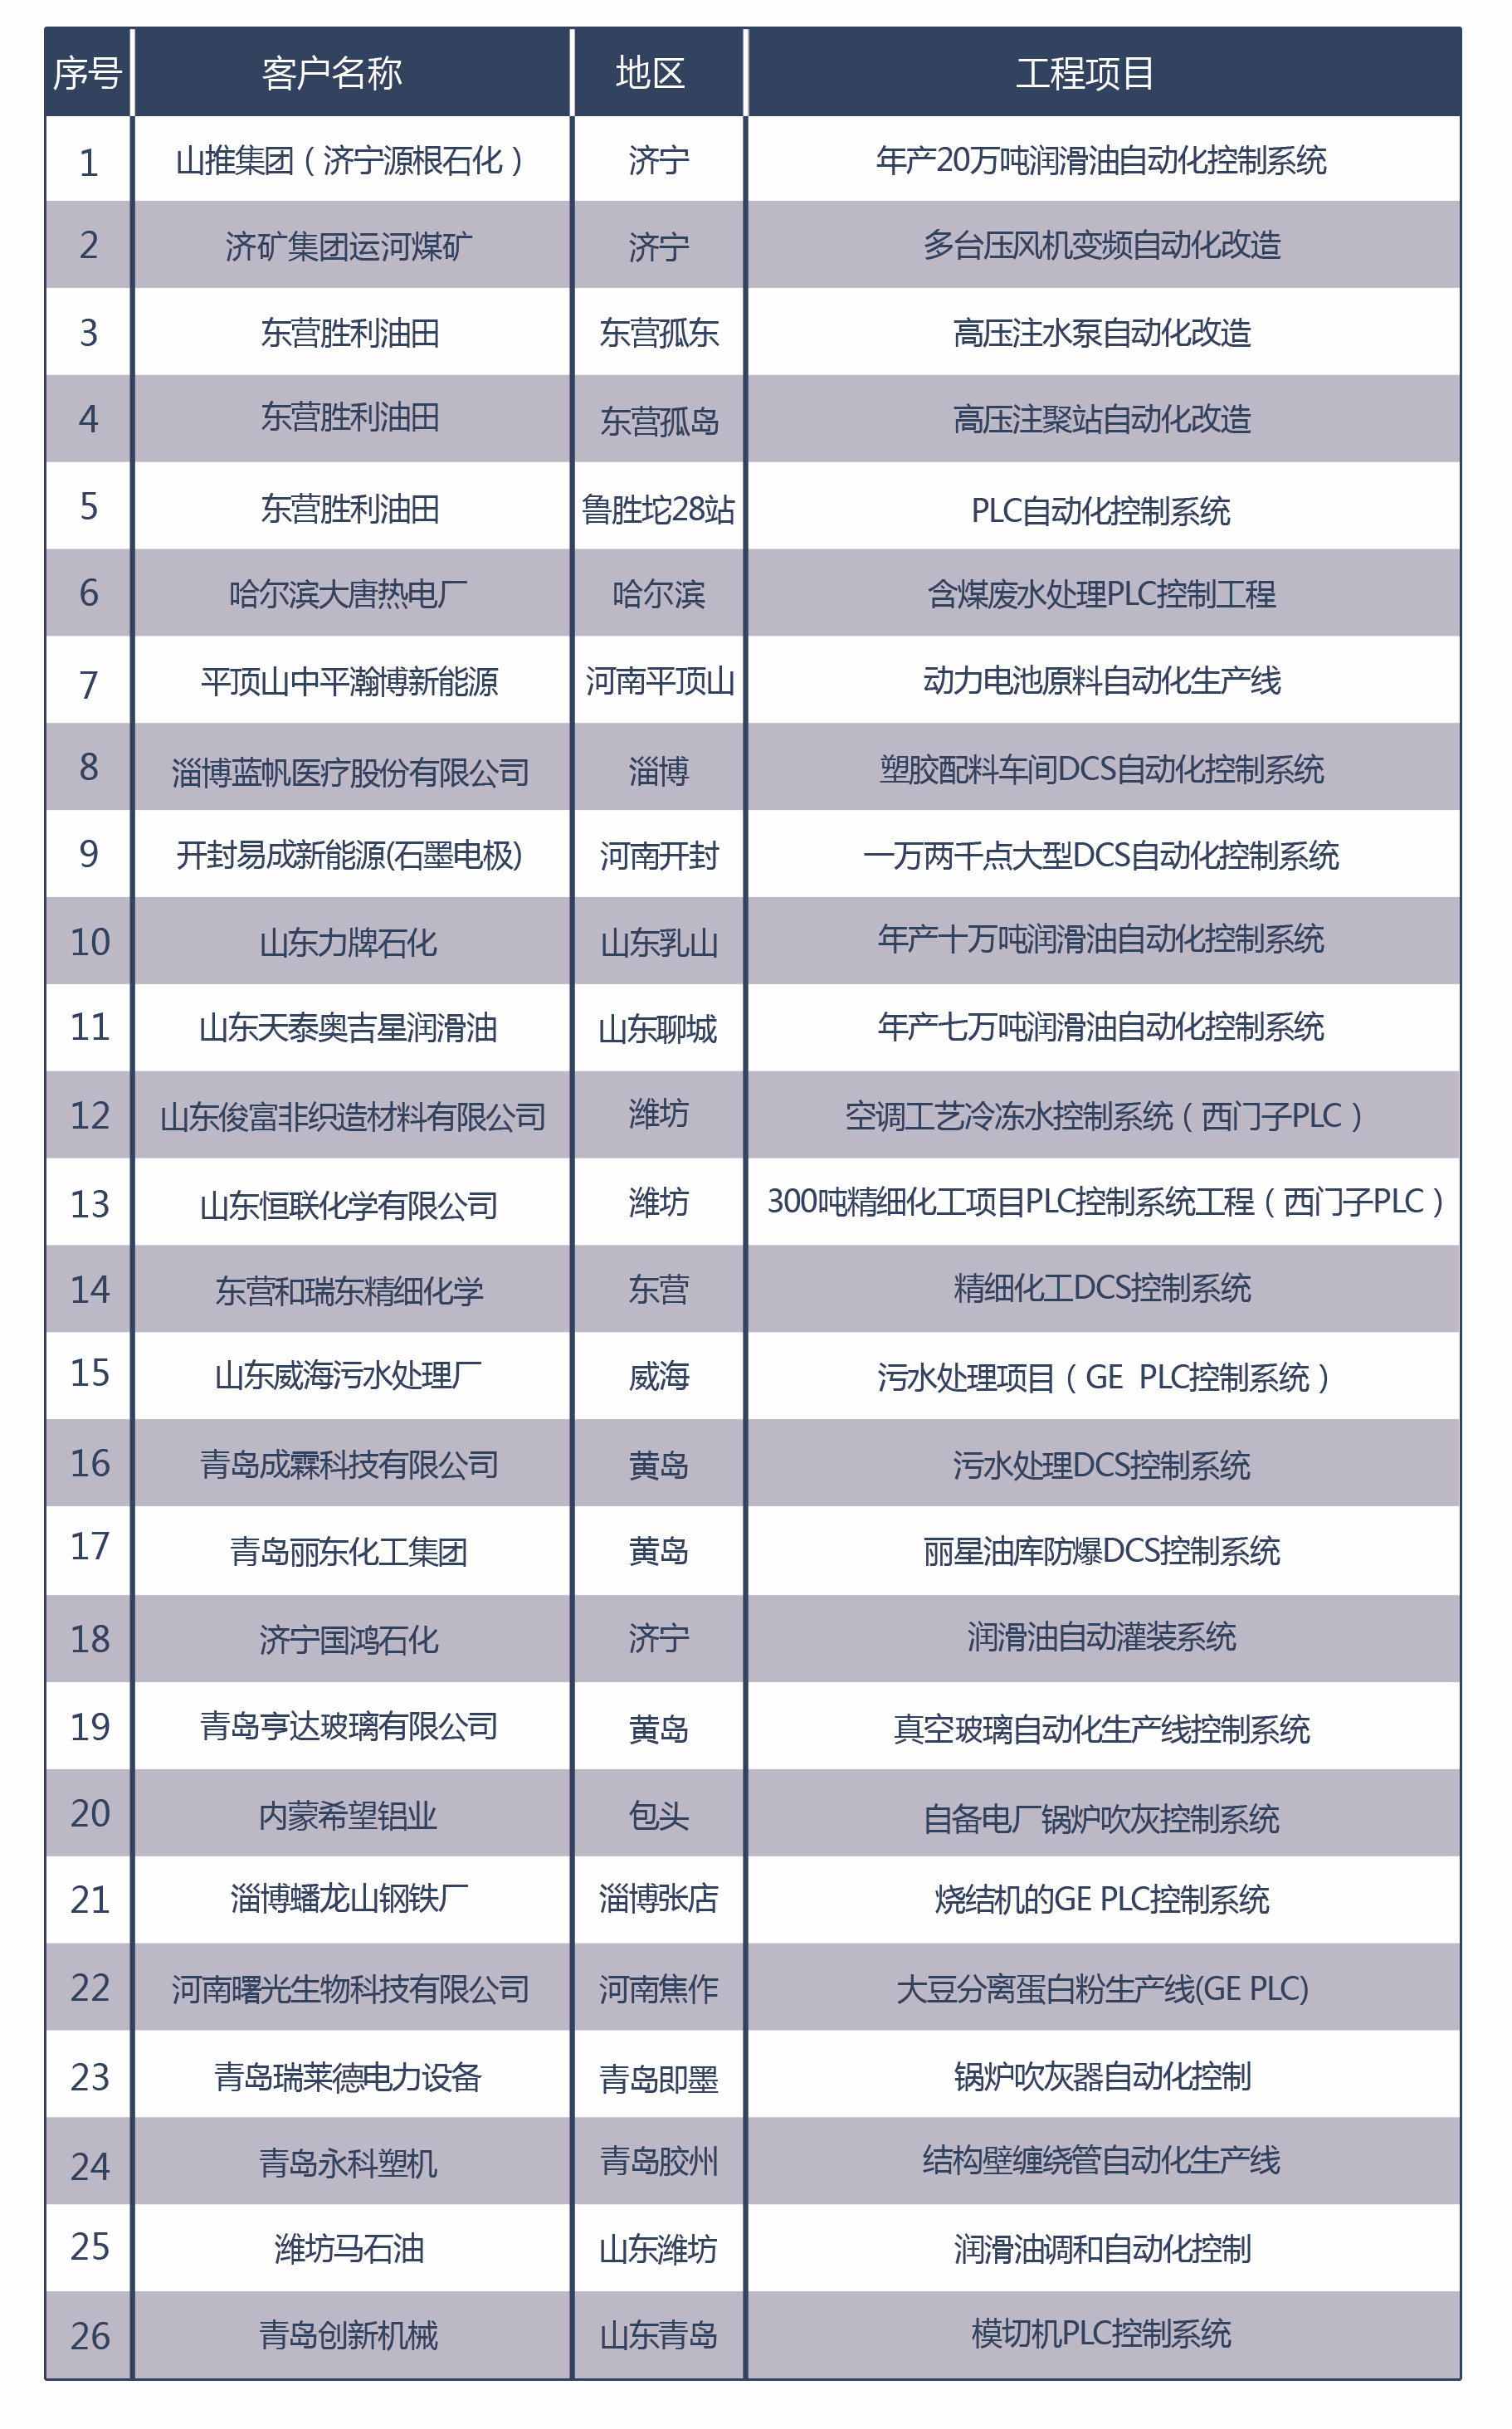 序号 客户名称 地区 工程项目
1 山推集团（济宁源根石化） 济宁 年产20万吨润滑油自动化控制系统
2 济矿集团运河煤矿 济宁 多台压风机变频自动化改造
3 东营胜利油田 东营孤东 高压注水泵自动化改造
4 东营胜利油田 东营孤岛 高压注聚站自动化改造
5 东营胜利油田 鲁胜坨28站 PLC自动化控制系统
6 哈尔滨大唐热电厂 哈尔滨 含煤废水处理PLC控制工程
7 平顶山中平瀚博新能源 河南平顶山 动力电池原料自动化生产线
8 淄博蓝帆医疗股份有限公司 淄博 塑胶配料车间DCS自动化控制系统
9 开封易成新能源(石墨电极) 河南开封 一万两千点大型DCS自动化控制系统
10 山东力牌石化 山东乳山 年产十万吨润滑油自动化控制系统
11 山东天泰奥吉星润滑油 山东聊城 年产七万吨润滑油自动化控制系统
12 山东俊富非织造材料有限公司 潍坊 空调工艺冷冻水控制系统（西门子PLC）
13 山东恒联化学有限公司 潍坊 300吨精细化工项目PLC控制系统工程（西门子PLC）
14 东营和瑞东精细化学 东营 精细化工DCS控制系统
15 山东威海污水处理厂 威海 污水处理项目（GE PLC控制系统）
16 青岛成霖科技有限公司 黄岛 污水处理DCS控制系统
17 青岛丽东化工集团 黄岛 丽星油库防爆DCS控制系统
18 济宁国鸿石化 济宁 润滑油自动灌装系统
19 青岛亨达玻璃有限公司 黄岛 真空玻璃自动化生产线控制系统
20 内蒙希望铝业 包头 自备电厂锅炉吹灰控制系统
21 淄博蟠龙山钢铁厂 淄博张店 烧结机的GE PLC控制系统
22 河南曙光生物科技有限公司 河南焦作 大豆分离蛋白粉生产线(GE PLC)
23 青岛瑞莱德电力设备 青岛即墨 锅炉吹灰器自动化控制
24 青岛永科塑机 青岛胶州 结构壁缠绕管自动化生产线
25 潍坊马石油 山东潍坊 润滑油调和自动化控制
26 青岛创新机械 山东青岛 模切机PLC控制系统